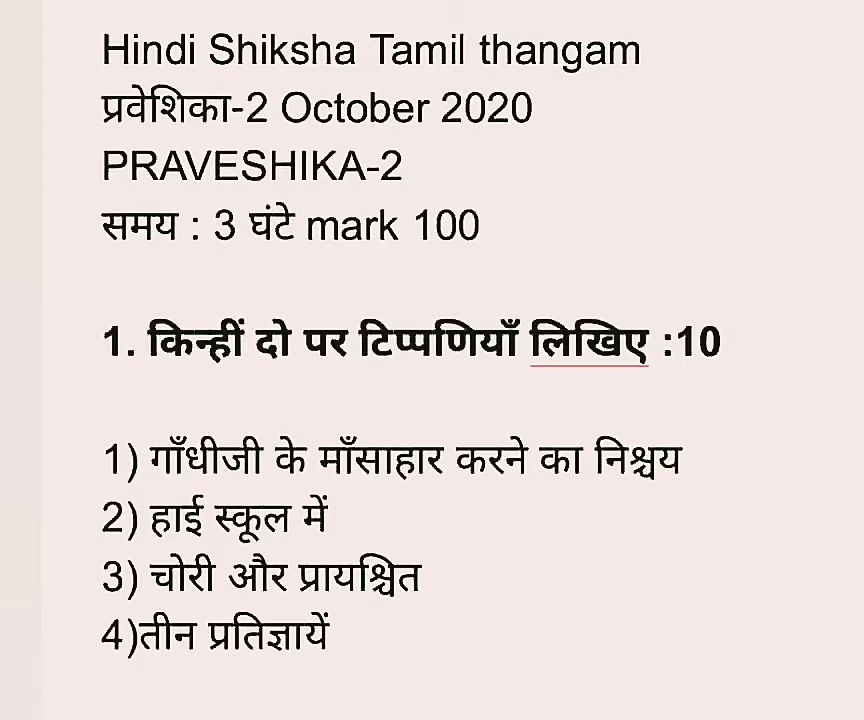 Hindi Shiksha Tamil thangam
प्रवेशिका-2 October 2020
PRAVESHIKA-2
समय : 3 घंटे mark 100
1. किन्हीं दो पर टिप्पणियाँ लिखिए :10
1) गाँधीजी के माँसाहार करने का निश्चय
2) हाई स्कूल में
3) चोरी और प्रायश्चित
4)तीन प्रतिज्ञायें